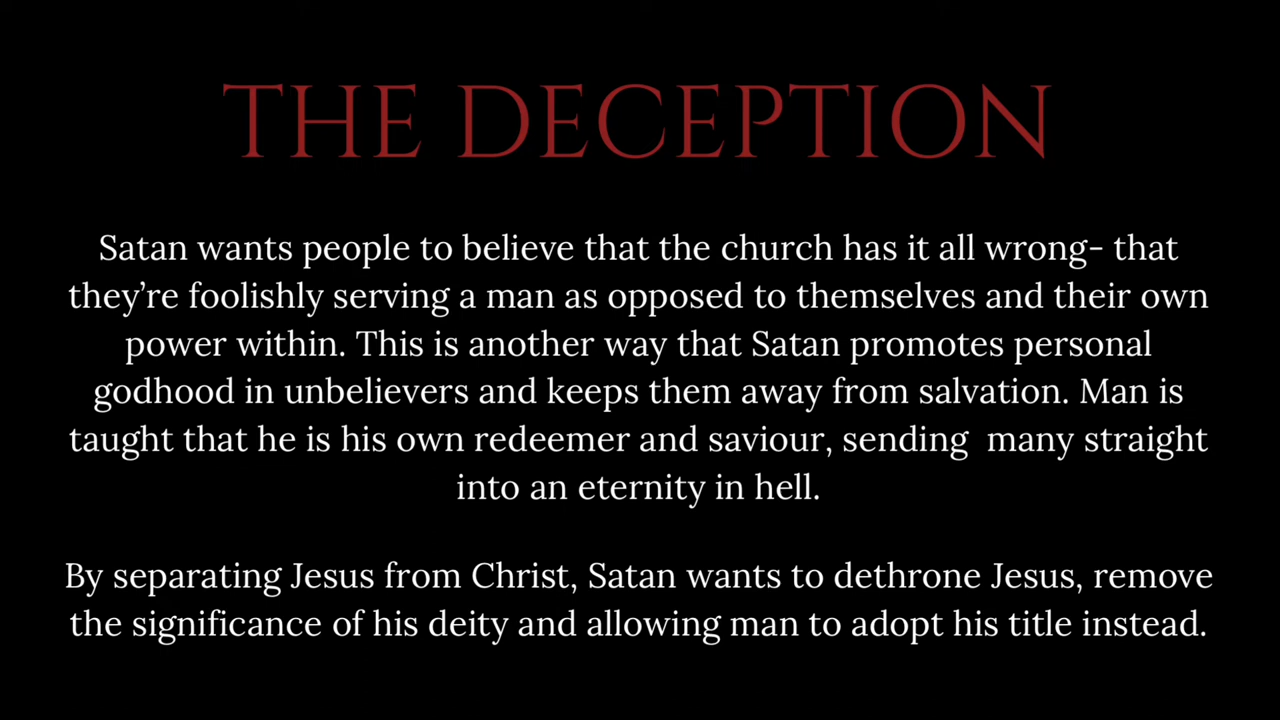 THE DECEPTION
Satan wants people to believe that the church has it all wrong- that
they’re foolishly serving a man as opposed to themselves and their own
power within. This is another way that Satan promotes personal
godhood in unbelievers and keeps them away from salvation. Man is
taught that he is his own redeemer and saviour, sending  many straight
into an eternity in hell.
By separating Jesus from Christ, Satan wants to dethrone Jesus, remove
the significance of his deity and allowing man to adopt his title instead.